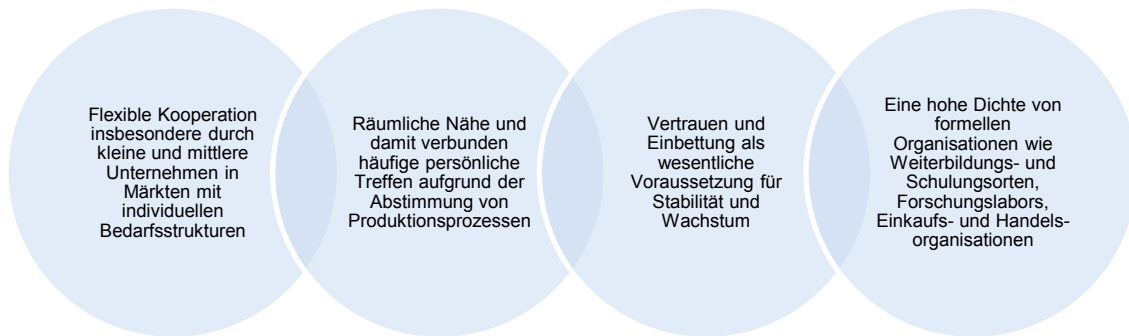 Flexible Kooperation
insbesondere durch
kleine und mittlere
Unternehmen in
Märkten mit
individuellen
Bedarfsstrukturen
Räumliche Nähe und
damit verbunden
häufige persönliche
Treffen aufgrund der
Abstimmung von
Produktionsprozessen
Vertrauen und
Einbettung als
wesentliche
Voraussetzung für
Stabilität und
Wachstum
Eine hohe Dichte von
formellen
Organisationen wie
Weiterbildungs- und
Schulungsorten,
Forschungslabors,
Einkaufs- und Handels-
organisationen